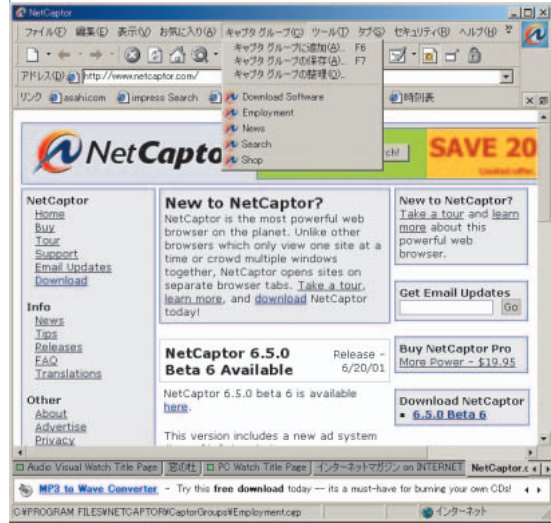 NetCaptor
ファイル(F) 編集(E) 表示(V) お気に入り(A) キャプタ グループ(C) ツール(T) タブ(S) セキュリティ(R) ヘルプ(H)
キャプタ グループに追加(A)... F6
キャプタ グループの保存(A)... F7
キャプタ グループの整理(O)...
Download Software
Employment
News
Search
Shop
アドレス(D) http://www.netcaptor.com/
リンク asahicom impress Search 時刻表
NetCapto
ch!
SAVE 20
NetCaptor
Home
Buy
Tour
Support
Email Updates
Download
Info
News
Tips
Releases
FAQ
Translations
Other
About
Advertise
Privacy
New to NetCaptor?
NetCaptor is the most powerful web
browser on the planet. Unlike other
browsers which only view one site at a
time or crowd multiple windows
together, NetCaptor opens sites on
separate browser tabs. Take a tour,
learn more, and download NetCaptor
today!
NetCaptor 6.5.0
Beta 6 Available
Release -
6/20/01
NetCaptor 6.5.0 beta 6 is available
here.
This version includes a new ad system
New to NetCaptor?
Take a tour and learn
more about this
powerful web
browser.
Get Email Updates
Go
Buy NetCaptor Pro
More Power - $19.95
Download NetCaptor
6.5.0 Beta 6
Audio Visual Watch Title Page 窓の杜 PC Watch Title Page インターネットマガジン on INTERNET NetCaptor.c
MP3 to Wave Converter - Try this free download today -- its a must-have for burning your own CDs!
C:¥PROGRAM FILES¥NETCAPTOR¥CaptorGroups¥Employment.cgp インターネット